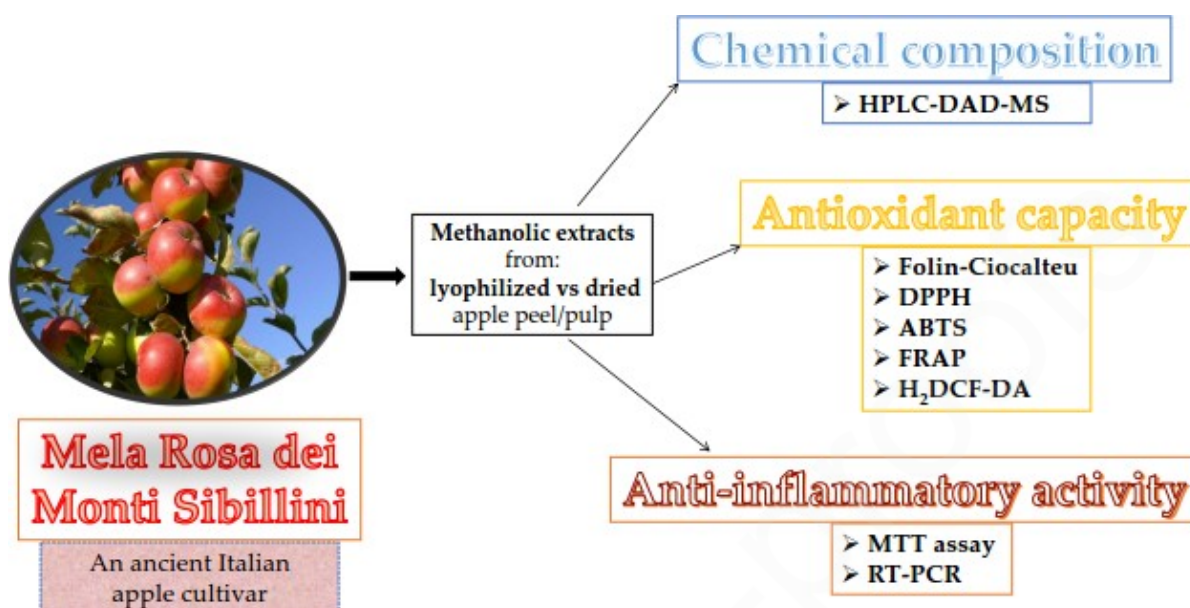 Chemical composition
➢ HPLC-DAD-MS
Methanolic extracts
from:
lyophilized vs dried
apple peel/pulp
Antioxidant capacity
➢ Folin-Ciocalteu
➢ DPPH
➢ ABTS
➢ FRAP
➢ H₂DCF-DA
Mela Rosa dei
Monti Sibillini
An ancient Italian
apple cultivar
Anti-inflammatory activity
➢ MTT assay
➢ RT-PCR